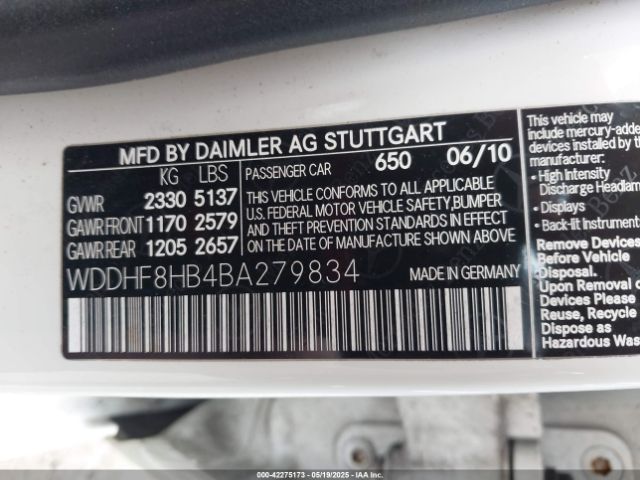 MFD BY DAIMLER AG STUTTGART
KG LBS PASSENGER CAR 650 06/10
GVWR 2330 5137
GAWR FRONT 1170 2579
GAWR REAR 1205 2657
THIS VEHICLE CONFORMS TO ALL APPLICABLE
U.S. FEDERAL MOTOR VEHICLE SAFETY,BUMPER
AND THEFT PREVENTION STANDARDS IN EFFECT
ON THE DATE OF MANUFACTURE SHOWN ABOVE.
WDDHF8HB4BA279834
MADE IN GERMANY
This vehicle may
include mercury-adde
devices installed by the
manufacturer:
• High Intensity
Discharge Headlam
• Displays
• Back-lit instrument
Remove Devices
Before Vehicle
Disposal.
Upon Removal o
Devices Please
Reuse, Recycle
Dispose as
Hazardous Was
000-42275173 - 05/19/2025 - IAAI.com